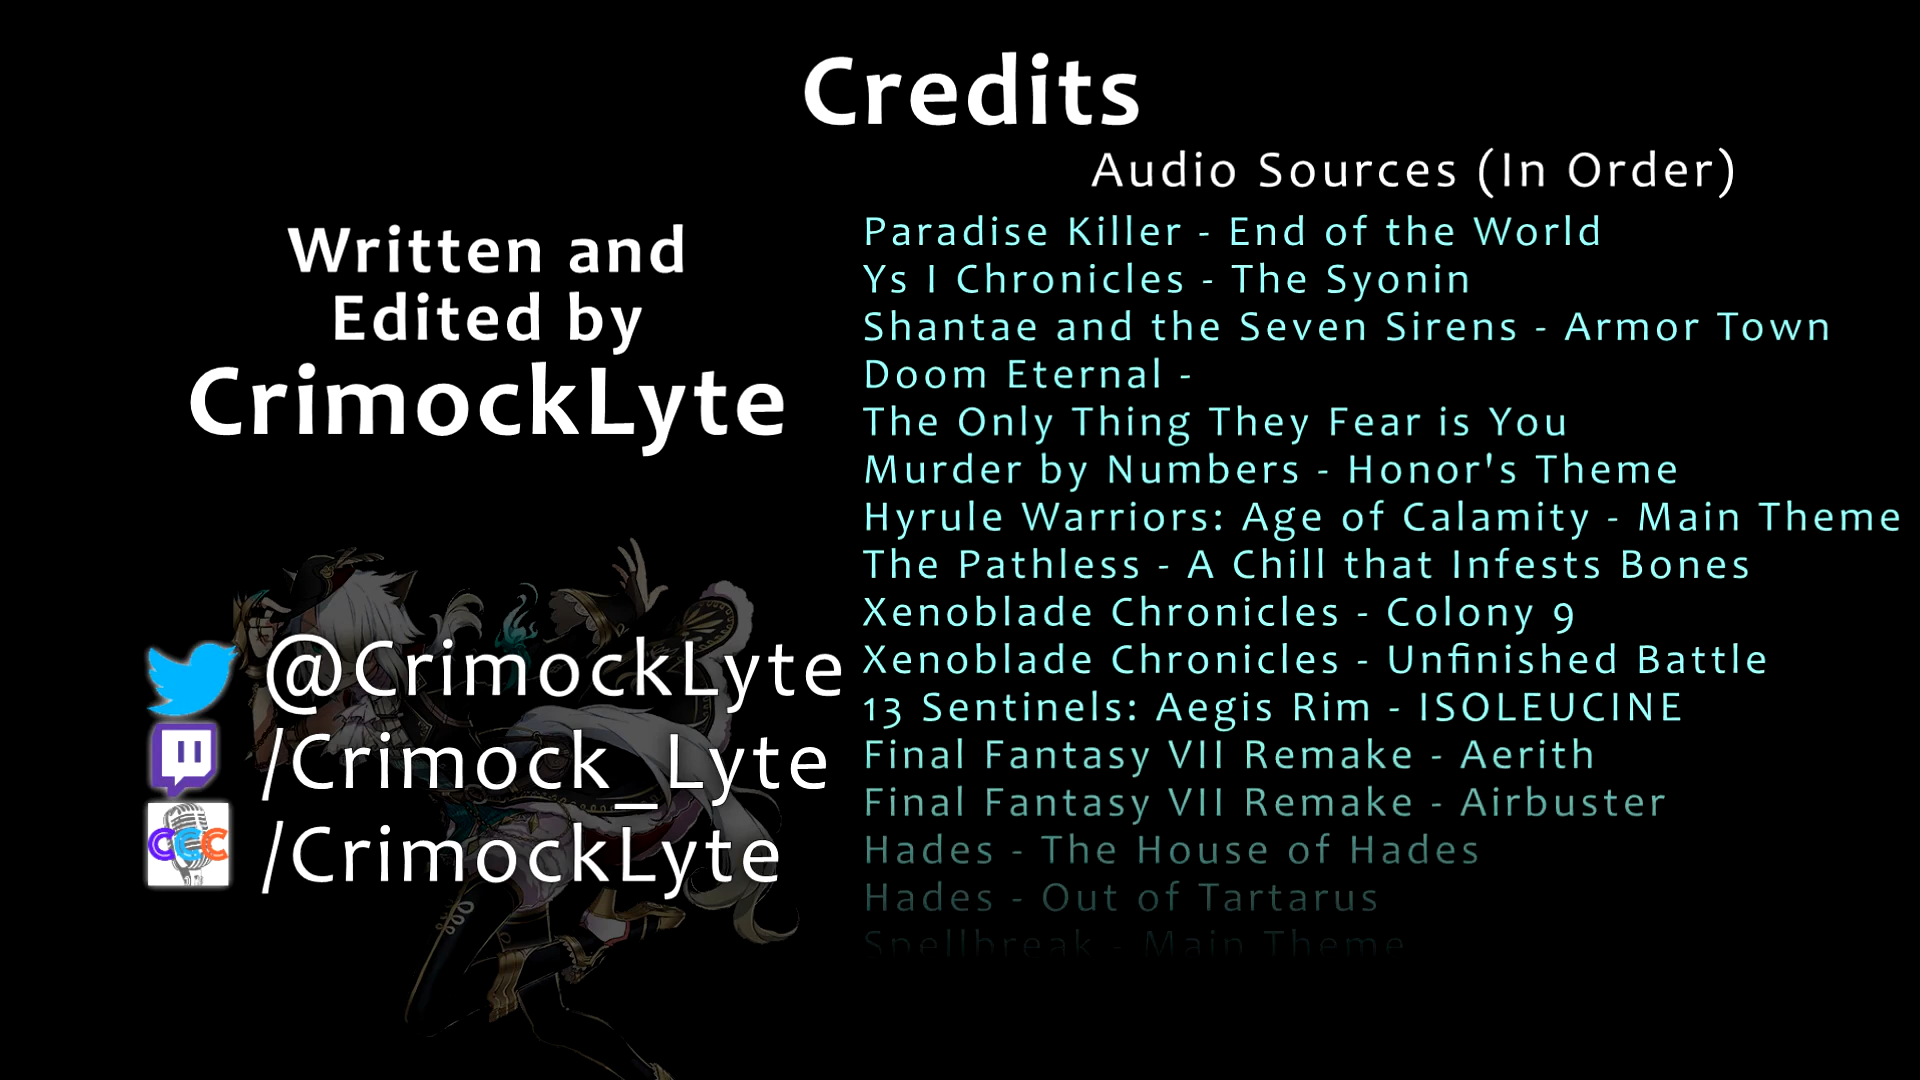 Credits
Written and
Edited by
CrimockLyte
@CrimockLyte
/Crimock_Lyte
CCC
/CrimockLyte
Audio Sources (In Order)
Paradise Killer - End of the World
Ys I Chronicles - The Syonin
Shantae and the Seven Sirens - Armor Town
Doom Eternal -
The Only Thing They Fear is You
Murder by Numbers - Honor's Theme
Hyrule Warriors: Age of Calamity - Main Theme
The Pathless - A Chill that Infests Bones
Xenoblade Chronicles - Colony 9
Xenoblade Chronicles - Unfinished Battle
13 Sentinels: Aegis Rim - ISOLEUCINE
Final Fantasy VII Remake - Aerith
Final Fantasy VII Remake - Airbuster
Hades - The House of Hades
Hades - Out of Tartarus
Spellbreak - Main Theme